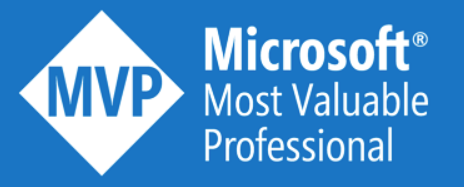 MVP
Microsoft®
Most Valuable
Professional